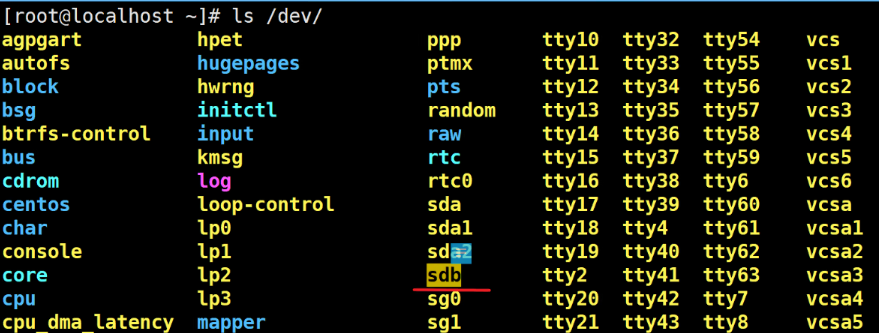 [root@localhost ~]# ls /dev/
agpgart hpet ppp tty10 tty32 tty54 vcs
autofs hugepages ptmx tty11 tty33 tty55 vcs1
block hwrng pts tty12 tty34 tty56 vcs2
bsg initctl random tty13 tty35 tty57 vcs3
btrfs-control input raw tty14 tty36 tty58 vcs4
bus kmsg rtc tty15 tty37 tty59 vcs5
cdrom log rtc0 tty16 tty38 tty6 vcs6
centos loop-control sda tty17 tty39 tty60 vcsa
char lp0 sda1 tty18 tty4 tty61 vcsa1
console lp1 sda2 tty19 tty40 tty62 vcsa2
core lp2 sdb tty2 tty41 tty63 vcsa3
cpu lp3 sg0 tty20 tty42 tty7 vcsa4
cpu_dma_latency mapper sg1 tty21 tty43 tty8 vcsa5